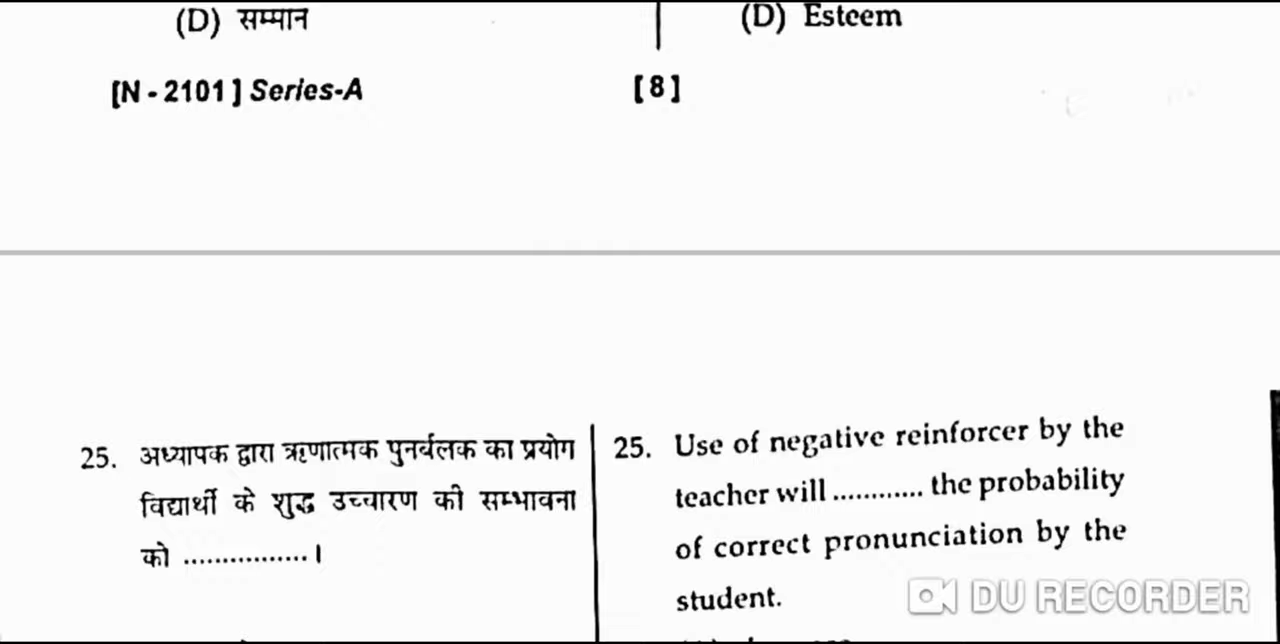 (D) सम्मान
(D) Esteem
[N - 2101] Series-A
[8]
25. अध्यापक द्वारा ऋणात्मक पुनर्बलक का प्रयोग
विद्यार्थी के शुद्ध उच्चारण की सम्भावना
को ................।
25. Use of negative reinforcer by the
teacher will ............ the probability
of correct pronunciation by the
student.
DU RECORDER